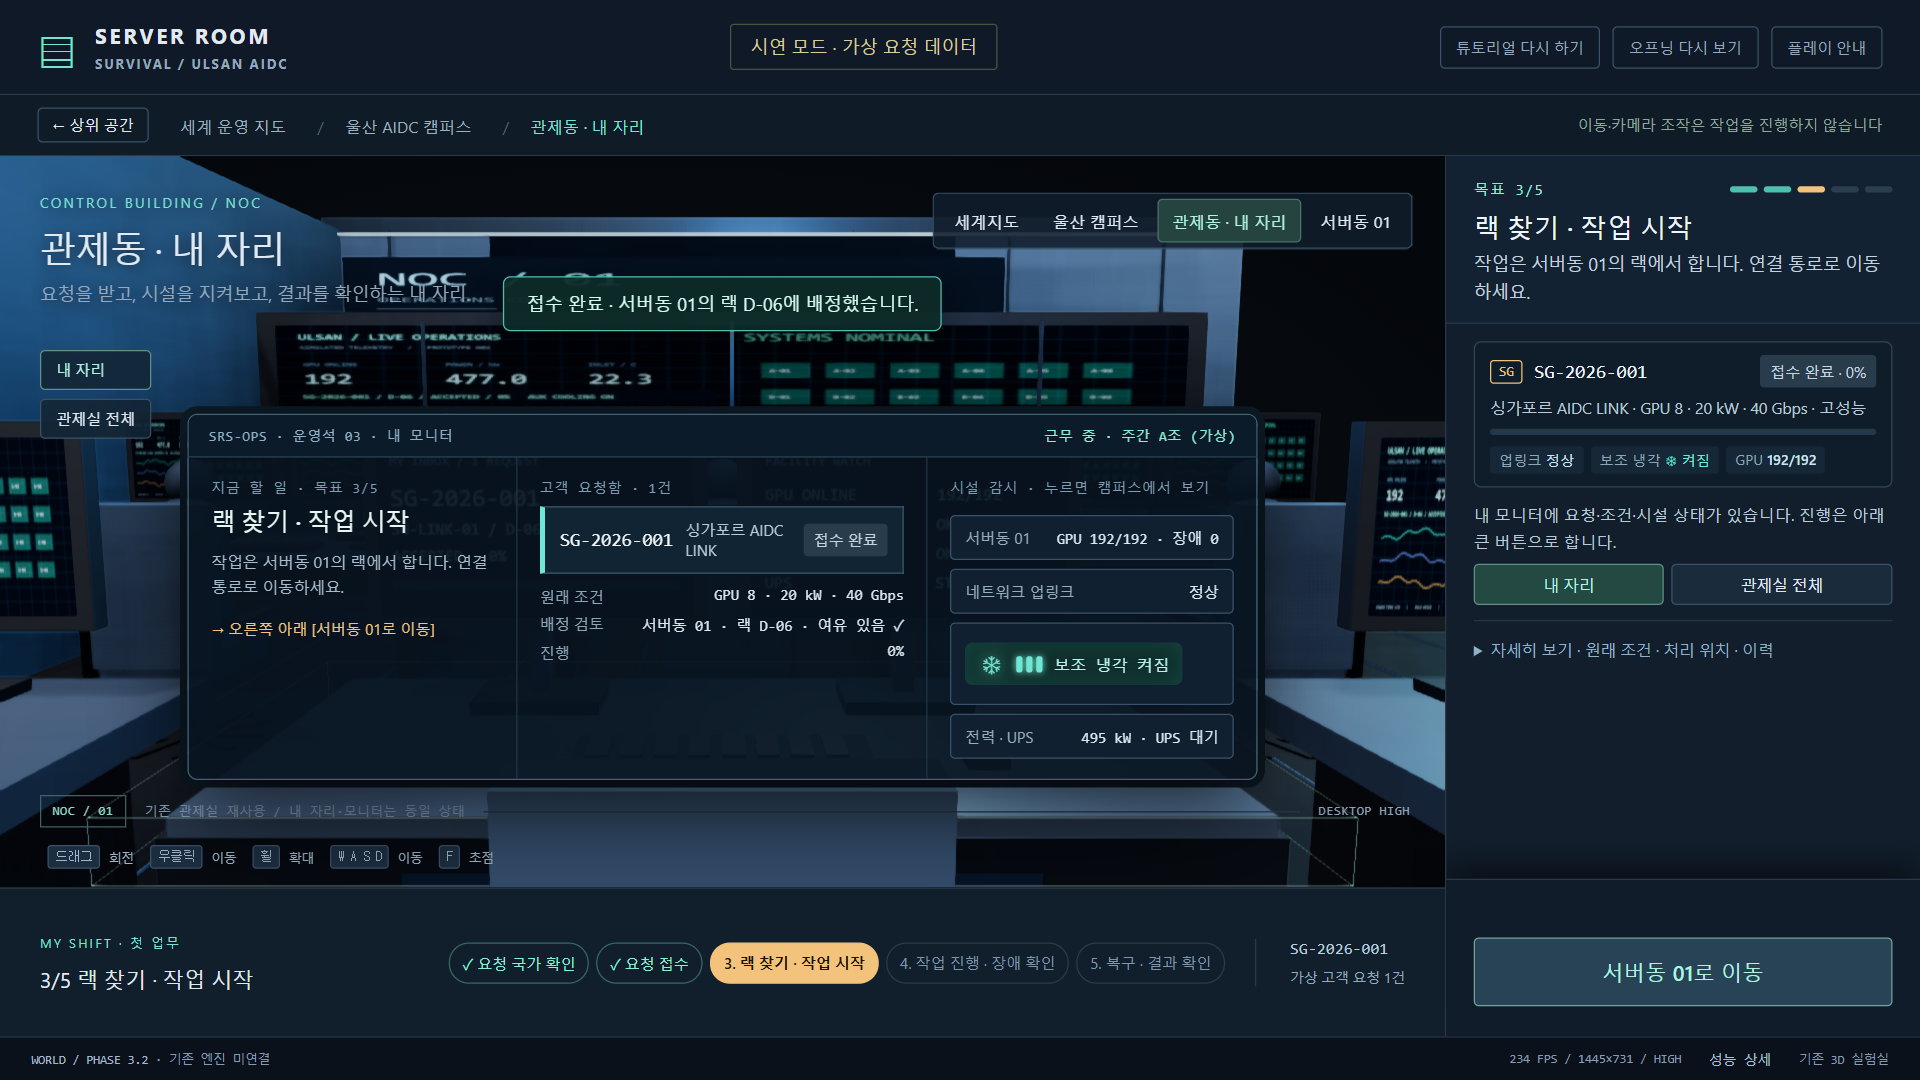 SERVER ROOM
SURVIVAL / ULSAN AIDC
시연 모드 · 가상 요청 데이터
튜토리얼 다시 하기
오프닝 다시 보기
플레이 안내
← 상위 공간
세계 운영 지도 / 울산 AIDC 캠퍼스 / 관제동 · 내 자리
이동·카메라 조작은 작업을 진행하지 않습니다
CONTROL BUILDING / NOC
관제동 · 내 자리
요청을 받고, 시설을 지켜보고, 결과를 확인하는 내 자리.
세계지도
울산 캠퍼스
관제동 · 내 자리
서버동 01
접수 완료 · 서버동 01의 랙 D-06에 배정했습니다.
NOC / 01
OPERATIONS
내 자리
관제실 전체
ULSAN / LIVE OPERATIONS
192
477.0
22.3
SYSTEMS NOMINAL
SRS-OPS · 운영석 03 · 내 모니터
근무 중 · 주간 A조 (가상)
지금 할 일 · 목표 3/5
랙 찾기 · 작업 시작
작업은 서버동 01의 랙에서 합니다. 연결
통로로 이동하세요.
→ 오른쪽 아래 [서버동 01로 이동]
고객 요청함 · 1건
SG-2026-001
싱가포르 AIDC
LINK
접수 완료
원래 조건
GPU 8 · 20 kW · 40 Gbps
배정 검토
서버동 01 · 랙 D-06 · 여유 있음 ✓
진행
0%
시설 감시 · 누르면 캠퍼스에서 보기
서버동 01
GPU 192/192 · 장애 0
네트워크 업링크
정상
보조 냉각 켜짐
전력 · UPS
495 kW · UPS 대기
NOC / 01
기존 관제실 재사용 / 내 자리·모니터는 동일 상태
DESKTOP HIGH
드래그 회전 우클릭 이동 휠 확대 W A S D 이동 F 초점
목표 3/5
랙 찾기 · 작업 시작
작업은 서버동 01의 랙에서 합니다. 연결 통로로 이동
하세요.
SG SG-2026-001
접수 완료 · 0%
싱가포르 AIDC LINK · GPU 8 · 20 kW · 40 Gbps · 고성능
업링크 정상
보조 냉각 ❄ 켜짐
GPU 192/192
내 모니터에 요청·조건·시설 상태가 있습니다. 진행은 아래
큰 버튼으로 합니다.
내 자리
관제실 전체
▶ 자세히 보기 · 원래 조건 · 처리 위치 · 이력
MY SHIFT · 첫 업무
3/5 랙 찾기 · 작업 시작
✓ 요청 국가 확인
✓ 요청 접수
3. 랙 찾기 · 작업 시작
4. 작업 진행 · 장애 확인
5. 복구 · 결과 확인
SG-2026-001
가상 고객 요청 1건
서버동 01로 이동
WORLD / PHASE 3.2 · 기존 엔진 미연결
234 FPS / 1445×731 / HIGH
성능 상세
기존 3D 실험실